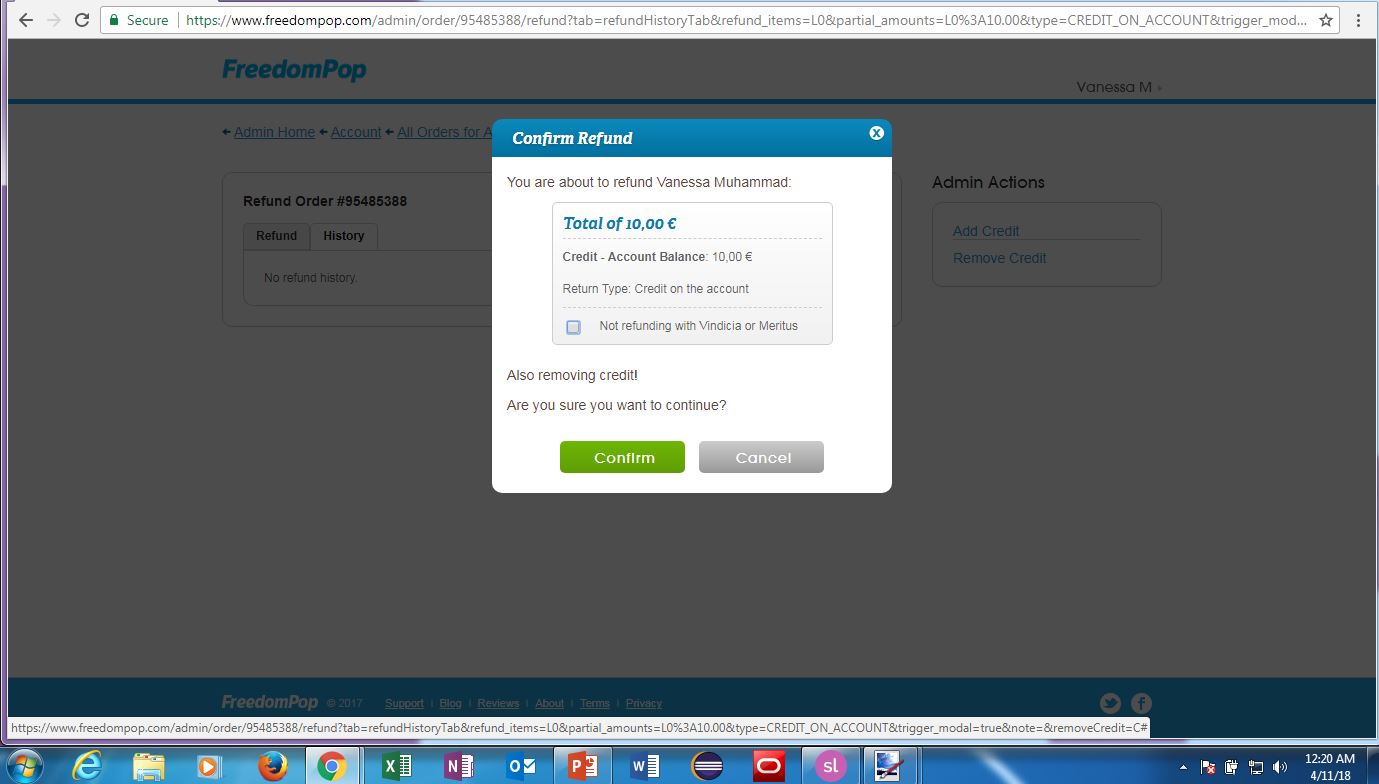 Secure https://www.freedompop.com/admin/order/95485388/refund?tab=refundHistoryTab&refund_items=L0&partial_amounts=L0%3A10.00&type=CREDIT_ON_ACCOUNT&trigger_mod...
FreedomPop
Vanessa M
Admin Home Account All Orders for A
Confirm Refund
x
You are about to refund Vanessa Muhammad:
Total of 10,00 €
Credit - Account Balance: 10,00 €
Return Type: Credit on the account
Not refunding with Vindicia or Meritus
Also removing credit!
Are you sure you want to continue?
Confirm Cancel
Refund Order #95485388
Refund History
No refund history.
Admin Actions
Add Credit
Remove Credit
FreedomPop © 2017 Support | Blog | Reviews | About | Terms | Privacy
https://www.freedompop.com/admin/order/95485388/refund?tab=refundHistoryTab&refund_items=L0&partial_amounts=L0%3A10.00&type=CREDIT_ON_ACCOUNT&trigger_modal=true&note=&removeCredit=C#
sl
12:20 AM
4/11/18